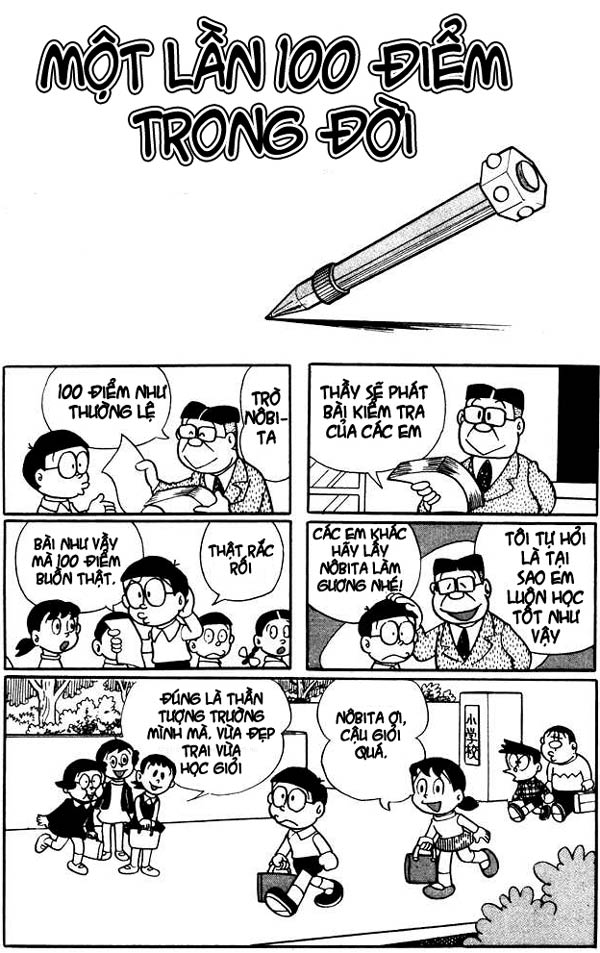 MỘT LẦN 100 ĐIỂM
TRONG ĐỜI
THẦY SẼ PHÁT
BÀI KIỂM TRA
CỦA CÁC EM
TRÒ
NÔBI-
TA
100 ĐIỂM NHƯ
THƯỜNG LỆ
TÔI TỰ HỎI
LÀ TẠI
SAO EM
LUÔN HỌC
TỐT NHƯ
VẬY
CÁC EM KHÁC
HÃY LẤY
NÔBITA LÀM
GƯƠNG NHÉ!
THẬT RẮC
RỐI
BÀI NHƯ VẦY
MÀ 100 ĐIỂM
BUỒN THẬT.
NÔBITA ƠI,
CẬU GIỎI
QUÁ.
ĐÚNG LÀ THẦN
TƯỢNG TRƯỜNG
MÌNH MÀ, VỪA ĐẸP
TRAI VỪA
HỌC GIỎI
小学校